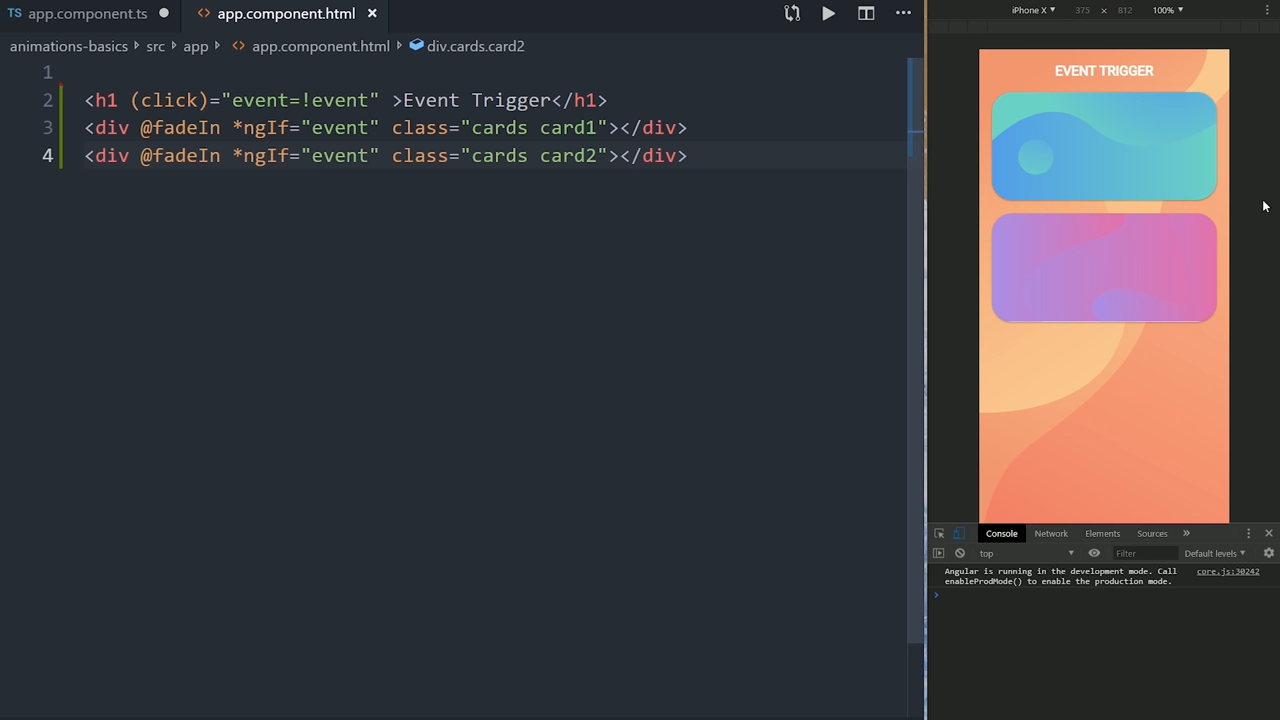 TS app.component.ts
<> app.component.html ×
animations-basics src app <> app.component.html div.cards.card2
1
2 <h1 (click)="event=!event" >Event Trigger</h1>
3 <div @fadeIn *ngIf="event" class="cards card1"></div>
4 <div @fadeIn *ngIf="event" class="cards card2"></div>
iPhone X 375 × 812 100%
EVENT TRIGGER
Console Network Elements Sources »
top Filter Default levels
Angular is running in the development mode. Call core.js:30242
enableProdMode() to enable the production mode.